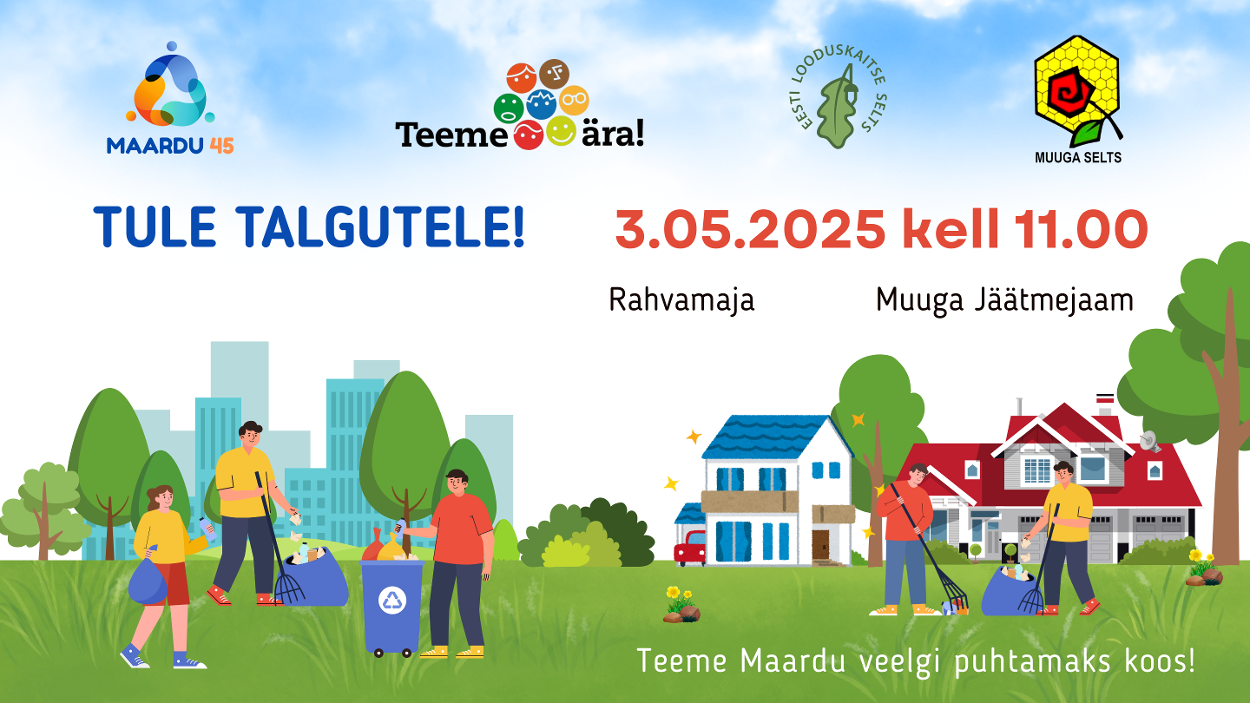 MAARDU 45
Teeme ära!
EESTI LOODUSKAITSE SELTS
MUUGA SELTS
TULE TALGUTELE!
3.05.2025 kell 11.00
Rahvamaja
Muuga Jäätmejaam
Teeme Maardu veelgi puhtamaks koos!